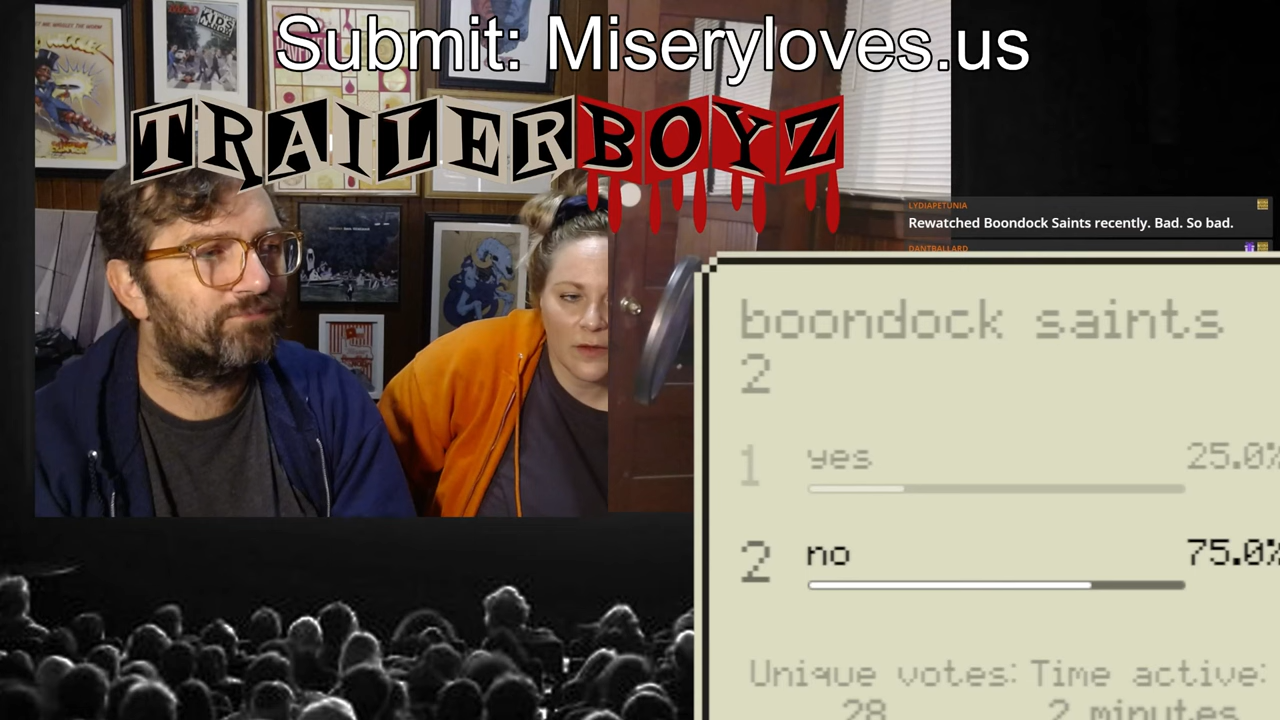 Submit: Miseryloves.us
TRAILERBOYZ
LYDIAPETUNIA
Rewatched Boondock Saints recently. Bad. So bad.
DANTBALLARD
boondock saints
2
1 yes 25.0%
2 no 75.0%
Unique votes: Time active:
28 2 minutes